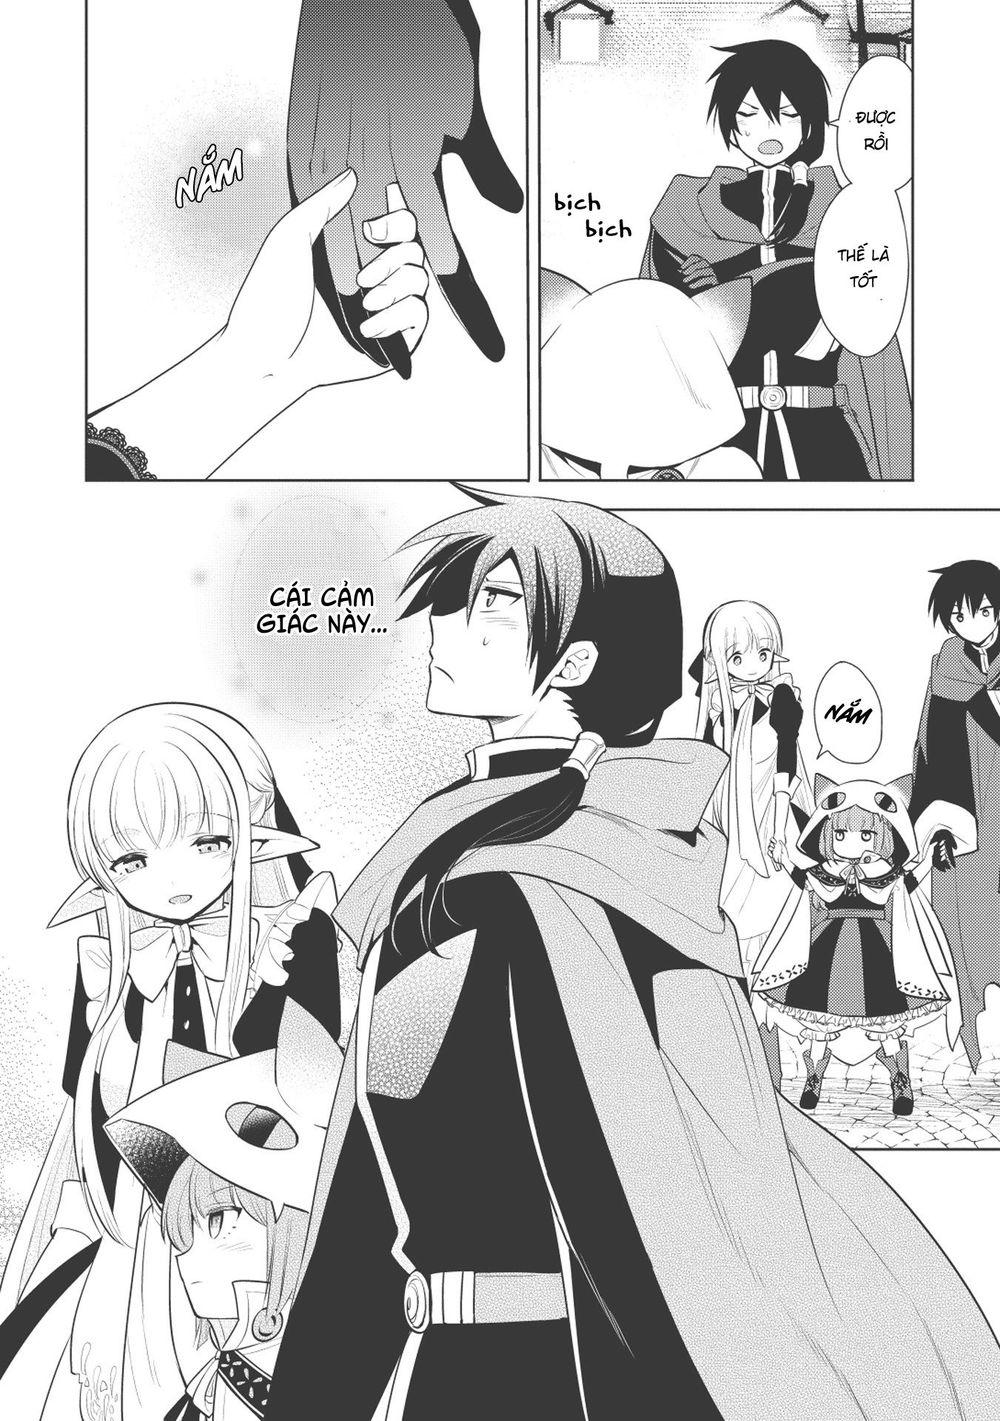 ĐƯỢC
RỒI
THẾ LÀ
TỐT
bịch
bịch
NẮM
NẮM
CÁI CẢM
GIÁC NÀY...